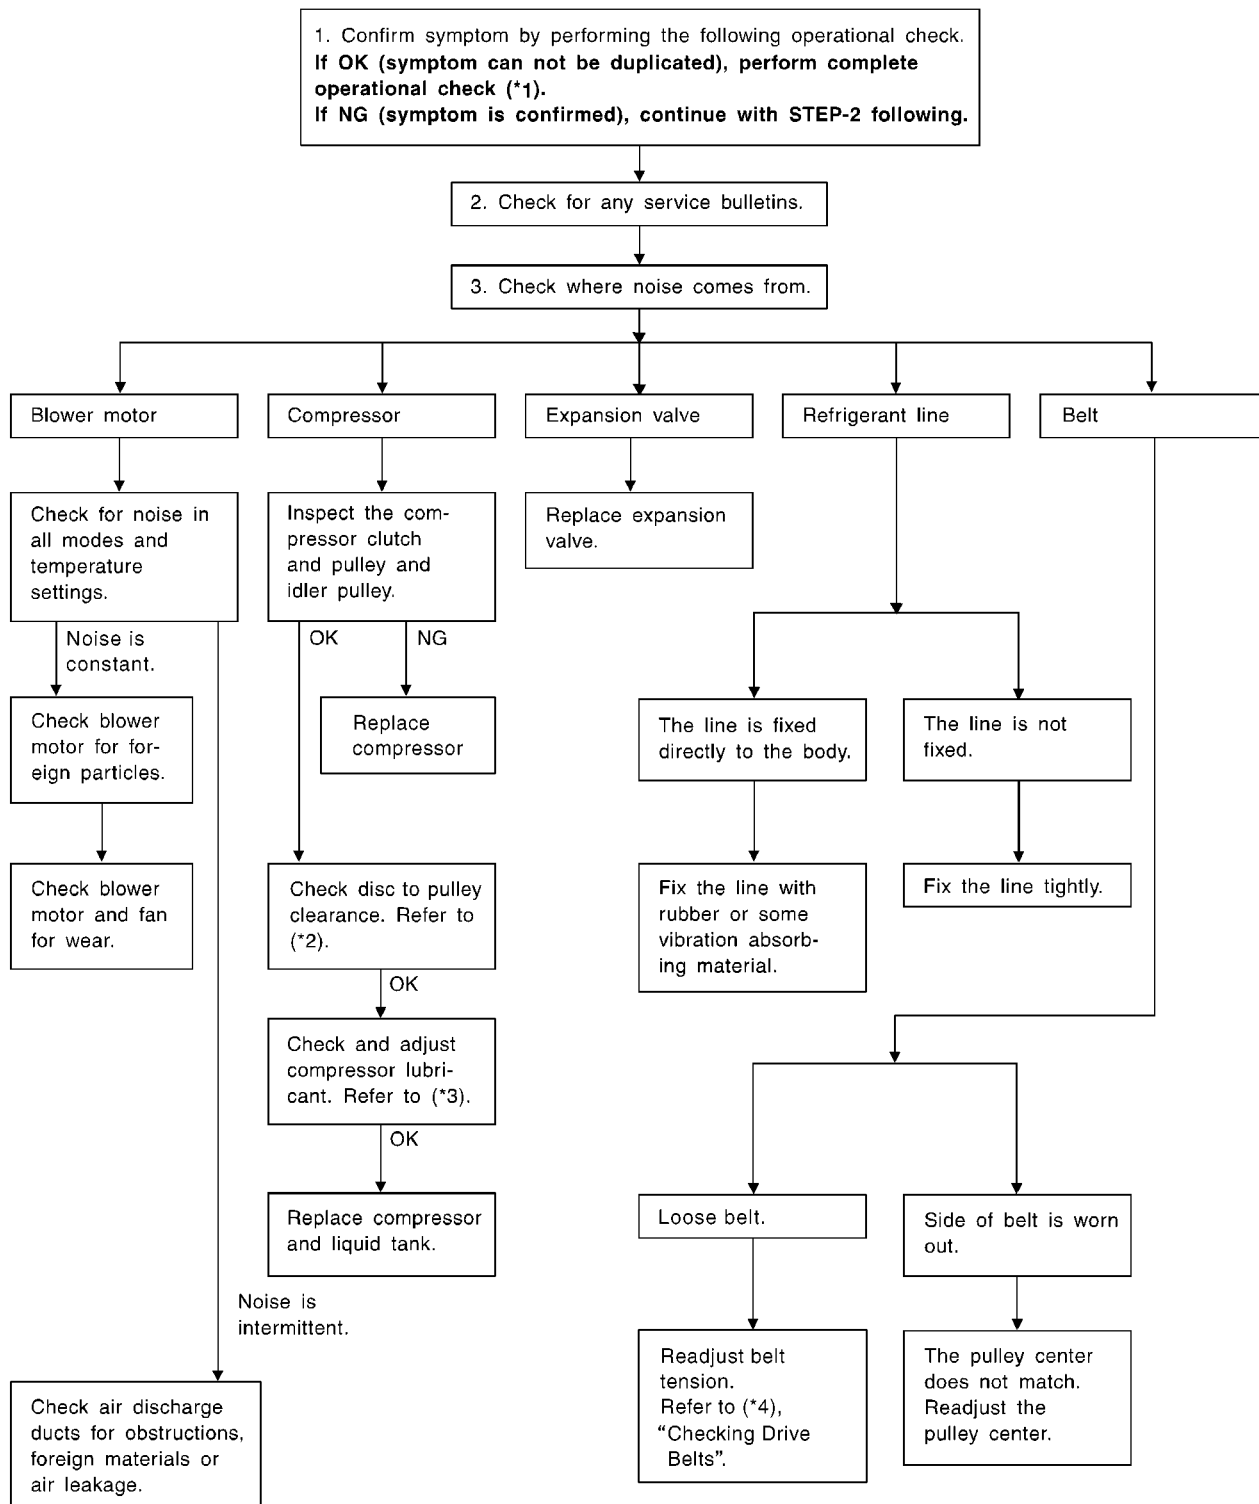 1. Confirm symptom by performing the following operational check.
If OK (symptom can not be duplicated), perform complete
operational check (*1).
If NG (symptom is confirmed), continue with STEP-2 following.
2. Check for any service bulletins.
3. Check where noise comes from.
Blower motor
Compressor
Expansion valve
Refrigerant line
Belt
Check for noise in
all modes and
temperature
settings.
Inspect the com-
pressor clutch
and pulley and
idler pulley.
Replace expansion
valve.
Noise is
constant.
OK
NG
Check blower
motor for for-
eign particles.
Replace
compressor
The line is fixed
directly to the body.
The line is not
fixed.
Check blower
motor and fan
for wear.
Check disc to pulley
clearance. Refer to
(*2).
Fix the line with
rubber or some
vibration absorb-
ing material.
Fix the line tightly.
OK
Check and adjust
compressor lubri-
cant. Refer to (*3).
OK
Replace compressor
and liquid tank.
Loose belt.
Side of belt is worn
out.
Noise is
intermittent.
Readjust belt
tension.
Refer to (*4),
“Checking Drive
Belts”.
The pulley center
does not match.
Readjust the
pulley center.
Check air discharge
ducts for obstructions,
foreign materials or
air leakage.